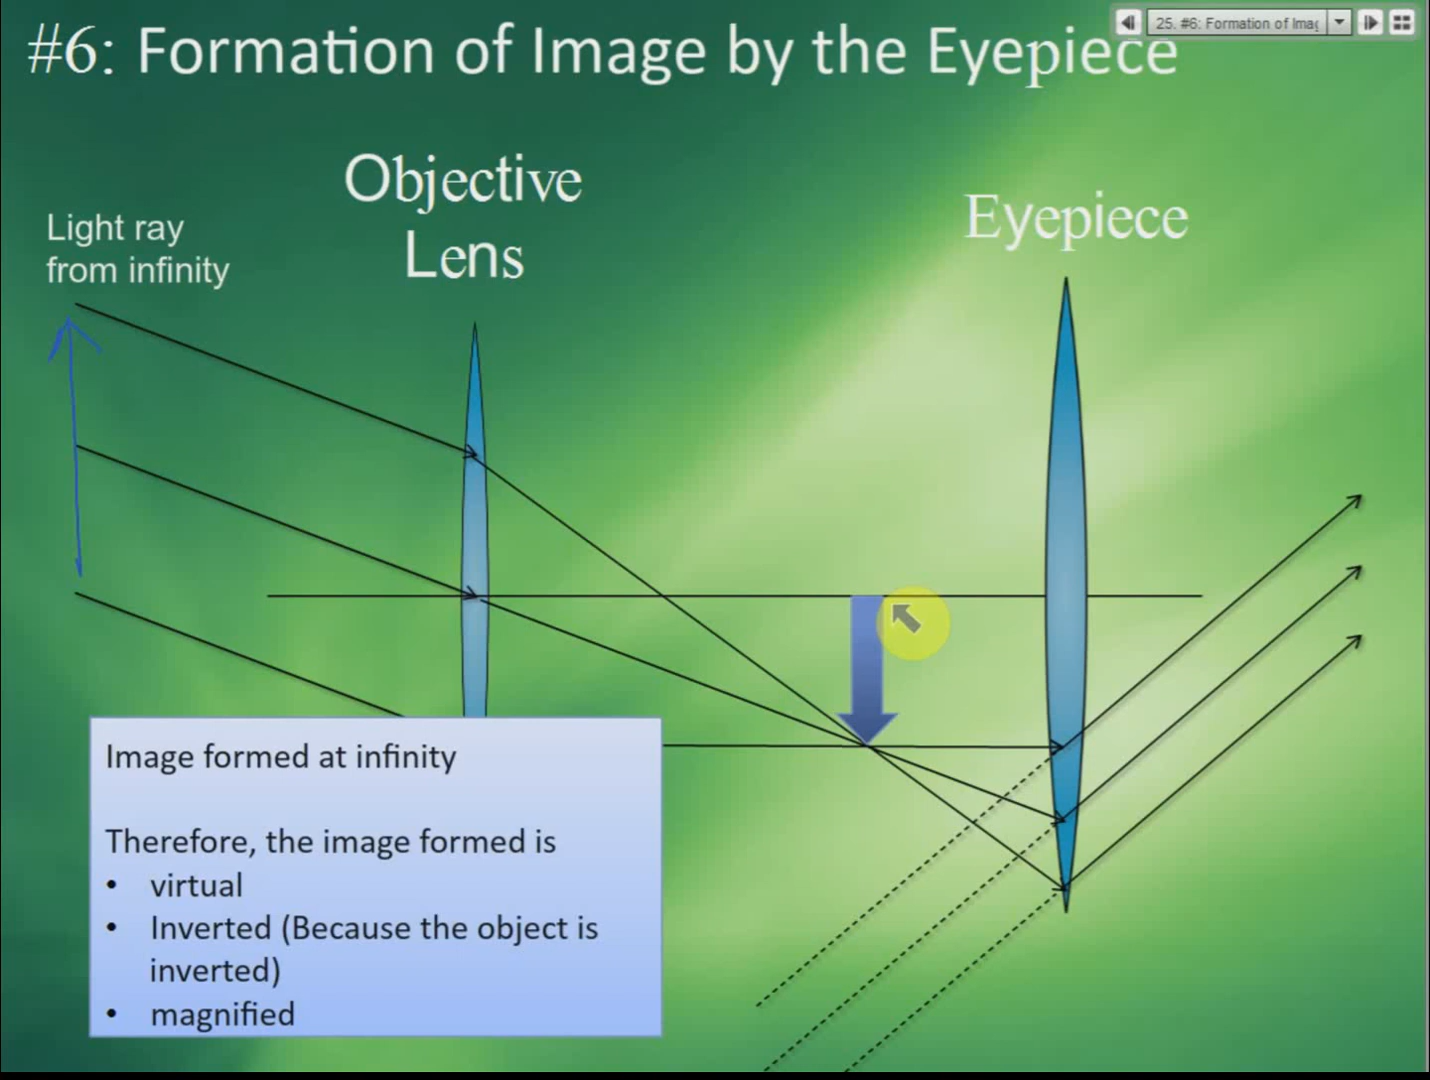 25. #6: Formation of Imag
#6: Formation of Image by the Eyepiece
Objective
Lens
Eyepiece
Light ray
from infinity
Image formed at infinity
Therefore, the image formed is
• virtual
• Inverted (Because the object is
inverted)
• magnified